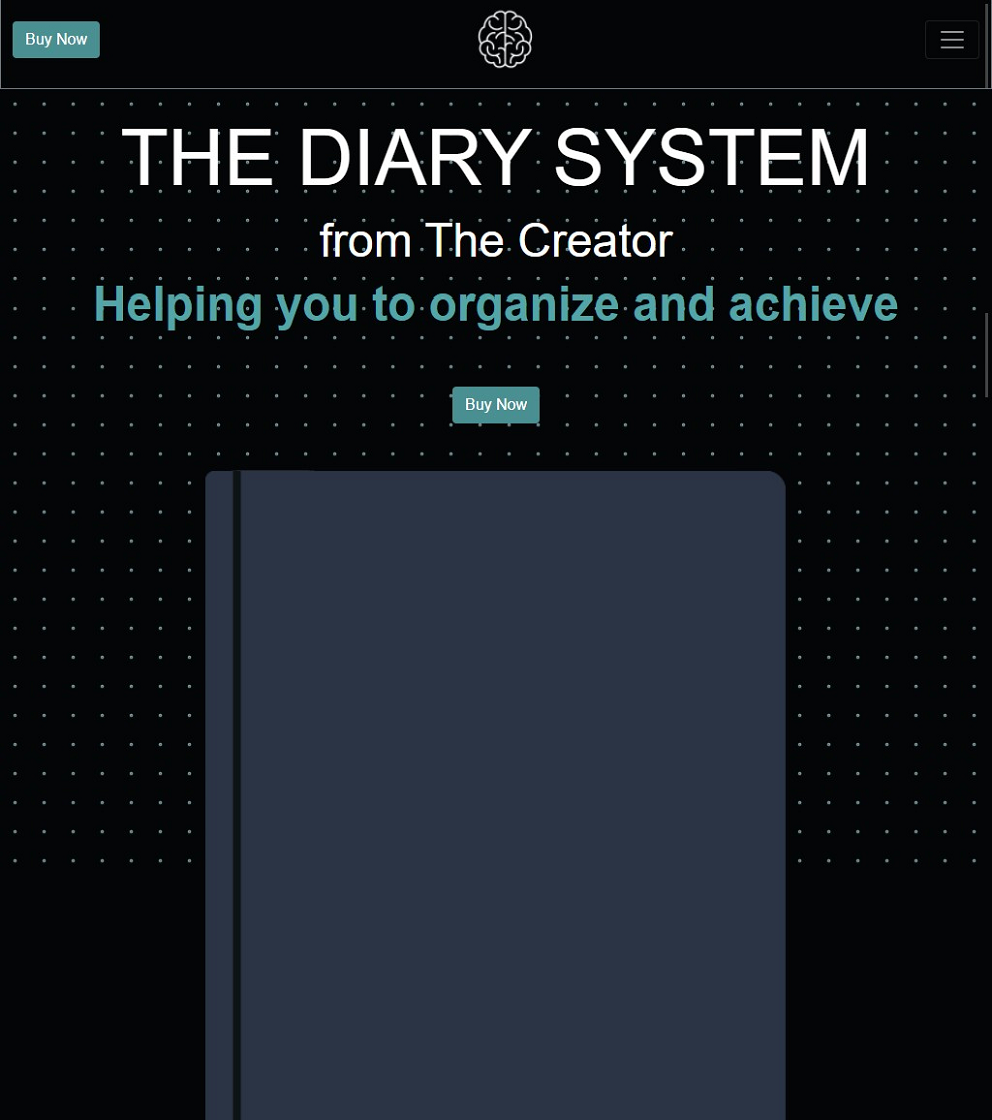 Buy Now
THE DIARY SYSTEM
from The Creator
Helping you to organize and achieve
Buy Now